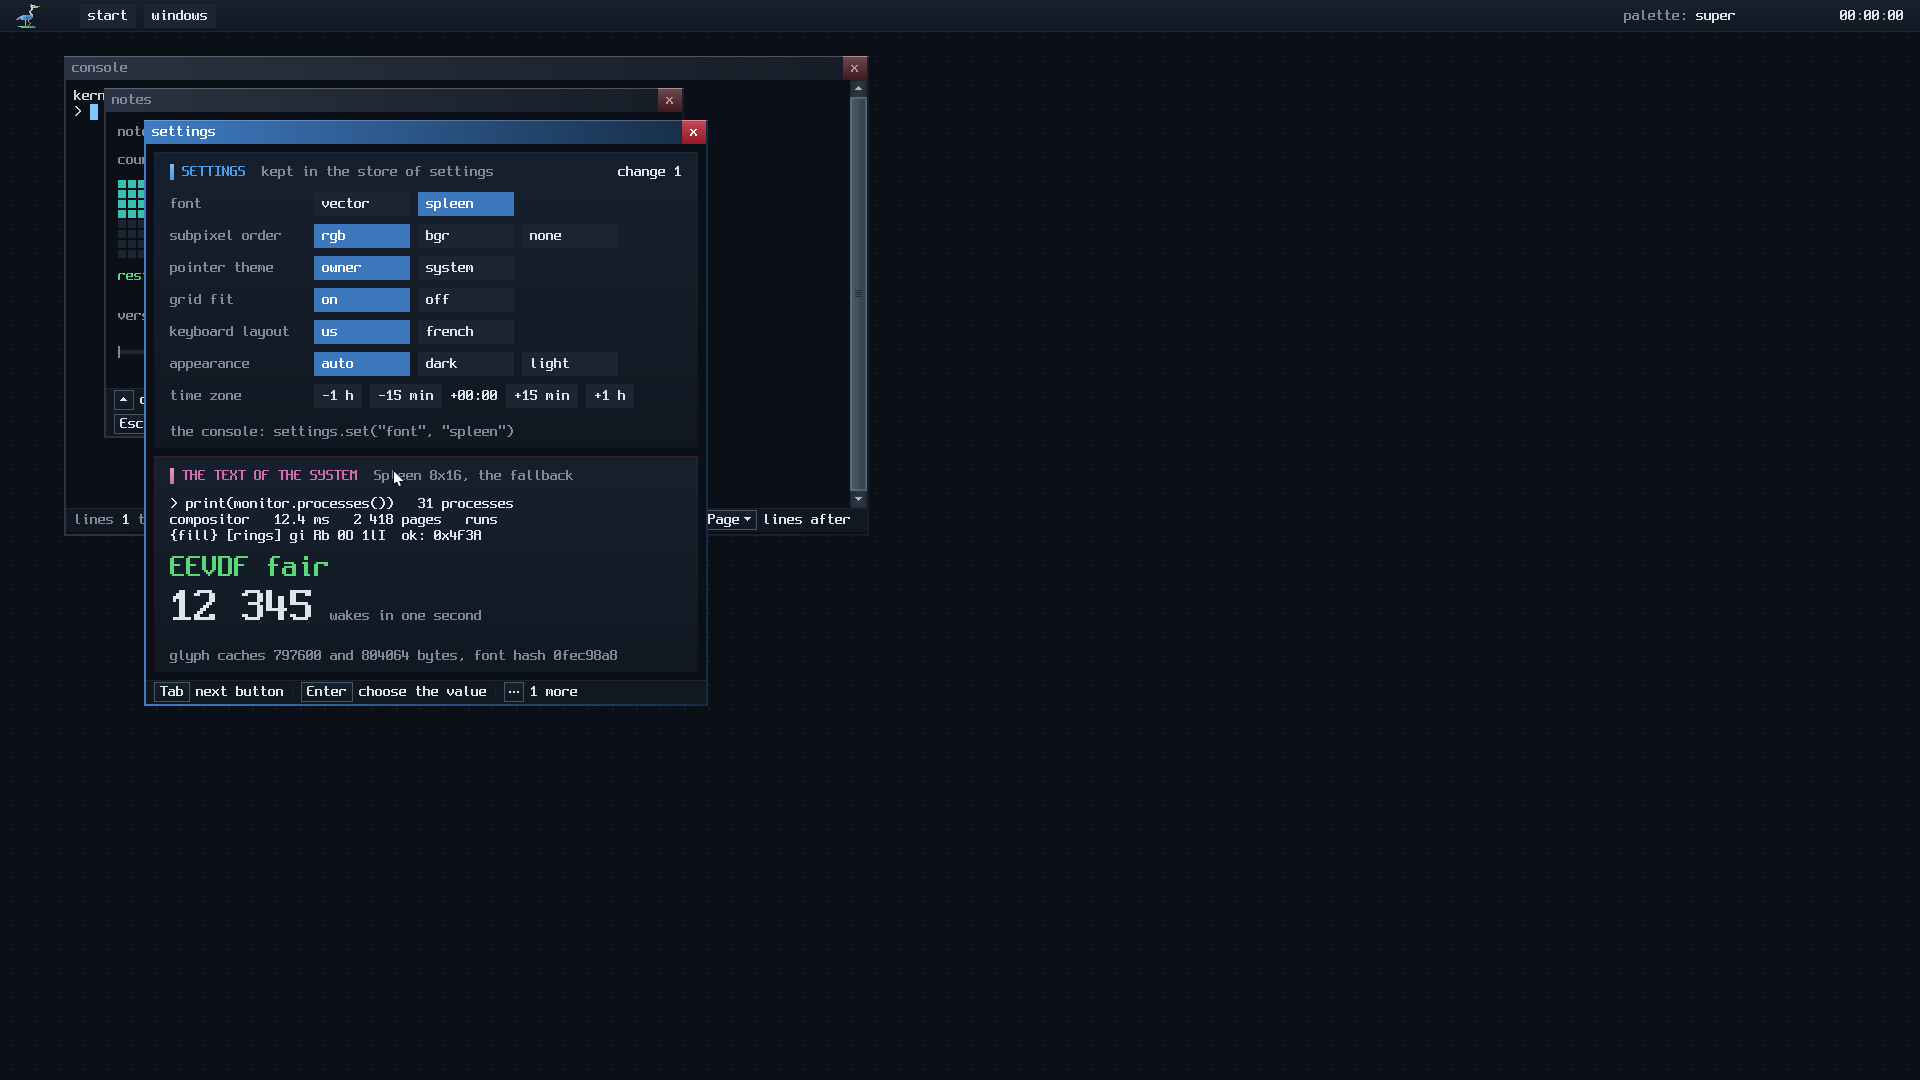 start windows palette: super 00:00:00
console x
kern
>
notes x
note
cour
res
vers
Esc
lines 1 t
Page lines after
settings x
SETTINGS kept in the store of settings change 1
font vector spleen
subpixel order rgb bgr none
pointer theme owner system
grid fit on off
keyboard layout us french
appearance auto dark light
time zone -1 h -15 min +00:00 +15 min +1 h
the console: settings.set("font", "spleen")
THE TEXT OF THE SYSTEM Spleen 8x16, the fallback
> print(monitor.processes()) 31 processes
compositor 12.4 ms 2 418 pages runs
{fill} [rings] gi Rb 0O 1lI ok: 0x4F3A
EEVDF fair
12 345 wakes in one second
glyph caches 797600 and 804064 bytes, font hash 0fec98a8
Tab next button Enter choose the value ... 1 more